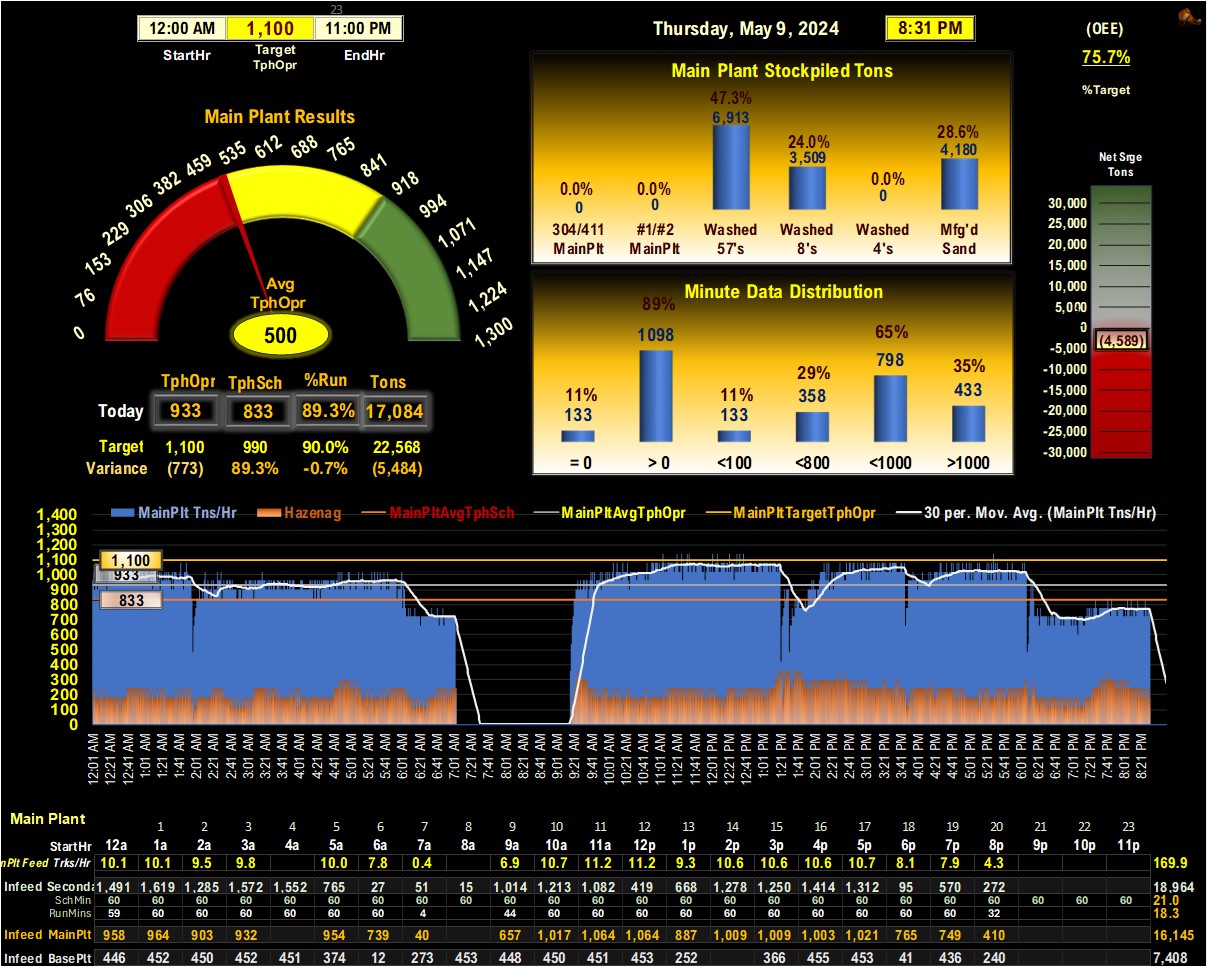 23
12:00 AM 1,100 11:00 PM
StartHr Target TphOpr EndHr
Thursday, May 9, 2024 8:31 PM
(OEE)
75.7%
%Target
Main Plant Results
0 76 153 229 306 382 459 535 612 688 765 841 918 994 1,071 1,147 1,224 1,300
Avg
TphOpr
500
TphOpr TphSch %Run Tons
Today 933 833 89.3% 17,084
Target 1,100 990 90.0% 22,568
Variance (773) 89.3% -0.7% (5,484)
Main Plant Stockpiled Tons
0.0% 0.0% 47.3% 24.0% 0.0% 28.6%
0 0 6,913 3,509 0 4,180
304/411 #1/#2 Washed Washed Washed Mfg'd
MainPlt MainPlt 57's 8's 4's Sand
Minute Data Distribution
11% 89% 11% 29% 65% 35%
133 1098 133 358 798 433
= 0 > 0 <100 <800 <1000 >1000
Net Srge
Tons
30,000
25,000
20,000
15,000
10,000
5,000
0
(4,589)
-5,000
-10,000
-15,000
-20,000
-25,000
-30,000
MainPlt Tns/Hr Hazenag MainPltAvgTphSch MainPltAvgTphOpr MainPltTargetTphOpr 30 per. Mov. Avg. (MainPlt Tns/Hr)
1,400
1,300
1,200
1,100
1,000
900
800
700
600
500
400
300
200
100
0
1,100
933
833
12:01 AM 12:21 AM 12:41 AM 1:01 AM 1:21 AM 1:41 AM 2:01 AM 2:21 AM 2:41 AM 3:01 AM 3:21 AM 3:41 AM 4:01 AM 4:21 AM 4:41 AM 5:01 AM 5:21 AM 5:41 AM 6:01 AM 6:21 AM 6:41 AM 7:01 AM 7:21 AM 7:41 AM 8:01 AM 8:21 AM 8:41 AM 9:01 AM 9:21 AM 9:41 AM 10:01 AM 10:21 AM 10:41 AM 11:01 AM 11:21 AM 11:41 AM 12:01 PM 12:21 PM 12:41 PM 1:01 PM 1:21 PM 1:41 PM 2:01 PM 2:21 PM 2:41 PM 3:01 PM 3:21 PM 3:41 PM 4:01 PM 4:21 PM 4:41 PM 5:01 PM 5:21 PM 5:41 PM 6:01 PM 6:21 PM 6:41 PM 7:01 PM 7:21 PM 7:41 PM 8:01 PM 8:21 PM
Main Plant
1 2 3 4 5 6 7 8 9 10 11 12 13 14 15 16 17 18 19 20 21 22 23
StartHr 12a 1a 2a 3a 4a 5a 6a 7a 8a 9a 10a 11a 12p 1p 2p 3p 4p 5p 6p 7p 8p 9p 10p 11p
nPlt Feed Trks/Hr 10.1 10.1 9.5 9.8 10.0 7.8 0.4 6.9 10.7 11.2 11.2 9.3 10.6 10.6 10.6 10.7 8.1 7.9 4.3 169.9
Infeed Seconda 1,491 1,619 1,285 1,572 1,552 765 27 51 15 1,014 1,213 1,082 419 668 1,278 1,250 1,414 1,312 95 570 272 18,964
SchMin 60 60 60 60 60 60 60 60 60 60 60 60 60 60 60 60 60 60 60 60 60 60 60 60 21.0
RunMins 59 60 60 60 60 60 60 4 44 60 60 60 60 60 60 60 60 60 60 32 18.3
Infeed MainPlt 958 964 903 932 954 739 40 657 1,017 1,064 1,064 887 1,009 1,009 1,003 1,021 765 749 410 16,145
Infeed BasePlt 446 452 450 452 451 374 12 273 453 448 450 451 453 252 366 455 453 41 436 240 7,408